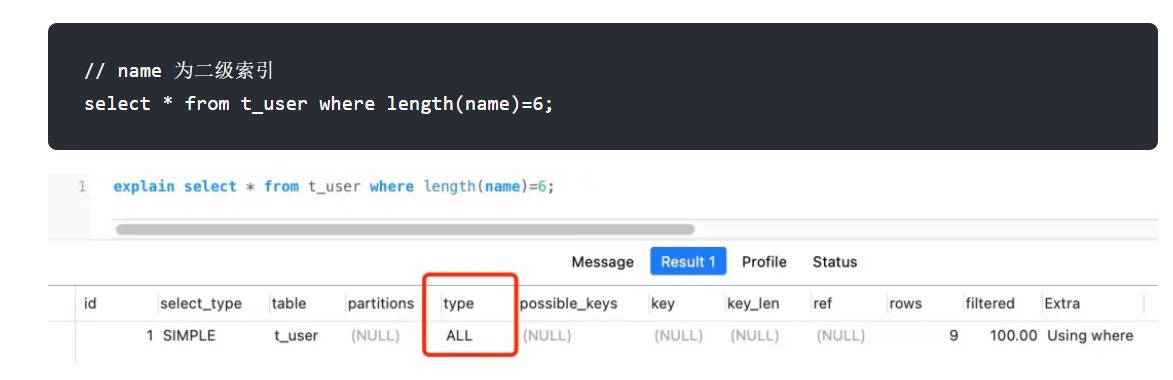 // name 为二级索引
select * from t_user where length(name)=6;
1 explain select * from t_user where length(name)=6;
Message Result 1 Profile Status
id select_type table partitions type possible_keys key key_len ref rows filtered Extra
1 SIMPLE t_user (NULL) ALL (NULL) (NULL) (NULL) (NULL) 9 100.00 Using where